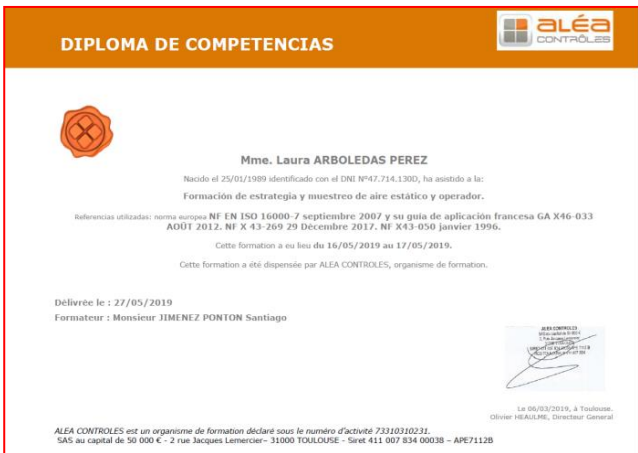 DIPLOMA DE COMPETENCIAS
aléa
CONTRÔLES
Mme. Laura ARBOLEDAS PEREZ
Nacido el 25/01/1989 identificado con el DNI Nº47.714.130D, ha asistido a la:
Formación de estrategia y muestreo de aire estático y operador.
Referencias utilizadas: norma europea NF EN ISO 16000-7 septiembre 2007 y su guía de aplicación francesa GA X46-033
AOÛT 2012. NF X 43-269 29 Décembre 2017. NF X43-050 janvier 1996.
Cette formation a eu lieu du 16/05/2019 au 17/05/2019.
Cette formation a été dispensée par ALEA CONTROLES, organisme de formation.
Délivrée le : 27/05/2019
Formateur : Monsieur JIMENEZ PONTON Santiago
ALEA CONTROLES
Le 06/03/2019, à Toulouse.
Olivier HEAULME, Directeur General
ALEA CONTROLES est un organisme de formation déclaré sous le numéro d'activité 73310310231.
SAS au capital de 50 000 € - 2 rue Jacques Lemercier– 31000 TOULOUSE - Siret 411 007 834 00038 – APE7112B